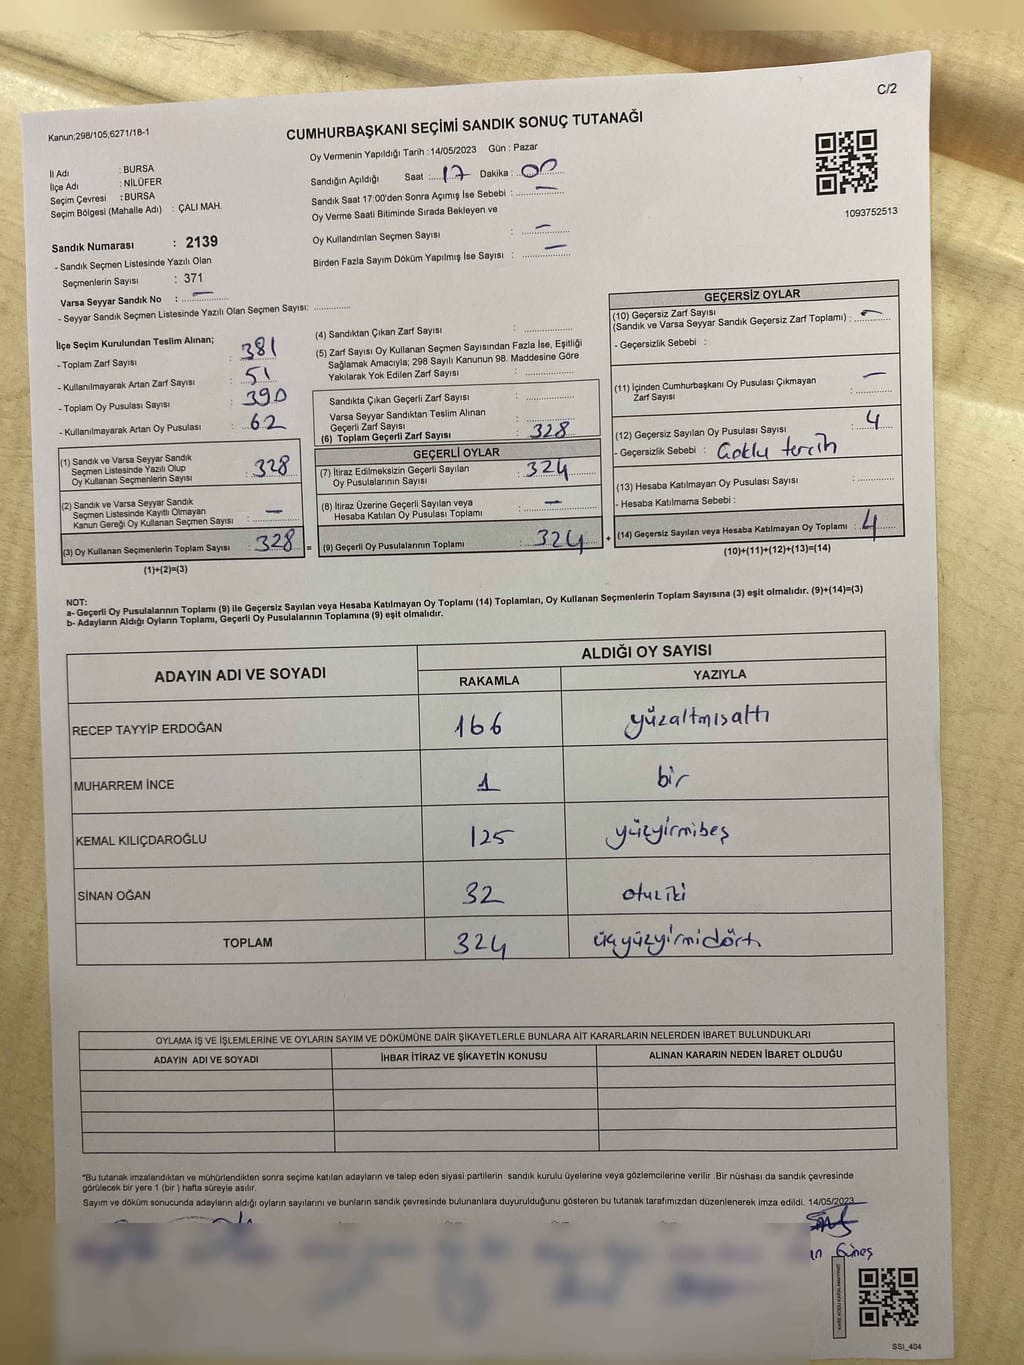 C/2
Kanun;298/105;6271/18-1
CUMHURBAŞKANI SEÇİMİ SANDIK SONUÇ TUTANAĞI
1093752513
İl Adı : BURSA
İlçe Adı : NİLÜFER
Seçim Çevresi : BURSA
Seçim Bölgesi (Mahalle Adı) : ÇALI MAH.
Sandık Numarası : 2139
- Sandık Seçmen Listesinde Yazılı Olan
Seçmenlerin Sayısı : 371
Varsa Seyyar Sandık No : —
- Seyyar Sandık Seçmen Listesinde Yazılı Olan Seçmen Sayısı:
Oy Vermenin Yapıldığı Tarih :14/05/2023 Gün : Pazar
Sandığın Açıldığı Saat : 17 Dakika : 00
Sandık Saat 17:00'den Sonra Açımış İse Sebebi : —
Oy Verme Saati Bitiminde Sırada Bekleyen ve
Oy Kullandırılan Seçmen Sayısı : —
Birden Fazla Sayım Döküm Yapılmış İse Sayısı : —
İlçe Seçim Kurulundan Teslim Alınan;
- Toplam Zarf Sayısı : 381
- Kullanılmayarak Artan Zarf Sayısı : 51
- Toplam Oy Pusulası Sayısı : 390
- Kullanılmayarak Artan Oy Pusulası : 62
(1) Sandık ve Varsa Seyyar Sandık
Seçmen Listesinde Yazılı Olup
Oy Kullanan Seçmenlerin Sayısı : 328
(2) Sandık ve Varsa Seyyar Sandık
Seçmen Listesinde Kayıtlı Olmayan
Kanun Gereği Oy Kullanan Seçmen Sayısı : —
(3) Oy Kullanan Seçmenlerin Toplam Sayısı : 328 =
(1)+(2)=(3)
(4) Sandıktan Çıkan Zarf Sayısı :
(5) Zarf Sayısı Oy Kullanan Seçmen Sayısından Fazla İse, Eşitliği
Sağlamak Amacıyla; 298 Sayılı Kanunun 98. Maddesine Göre
Yakılarak Yok Edilen Zarf Sayısı :
Sandıkta Çıkan Geçerli Zarf Sayısı :
Varsa Seyyar Sandıktan Teslim Alınan
Geçerli Zarf Sayısı :
(6) Toplam Geçerli Zarf Sayısı : 328
GEÇERLİ OYLAR
(7) İtiraz Edilmeksizin Geçerli Sayılan
Oy Pusulalarının Sayısı : 324
(8) İtiraz Üzerine Geçerli Sayılan veya
Hesaba Katılan Oy Pusulası Toplamı : —
(9) Geçerli Oy Pusulalarının Toplamı : 324 +
GEÇERSİZ OYLAR
(10) Geçersiz Zarf Sayısı
(Sandık ve Varsa Seyyar Sandık Geçersiz Zarf Toplamı) : —
- Geçersizlik Sebebi :
(11) İçinden Cumhurbaşkanı Oy Pusulası Çıkmayan
Zarf Sayısı : —
(12) Geçersiz Sayılan Oy Pusulası Sayısı : 4
- Geçersizlik Sebebi : Çoklu tercih
(13) Hesaba Katılmayan Oy Pusulası Sayısı :
- Hesaba Katılmama Sebebi :
(14) Geçersiz Sayılan veya Hesaba Katılmayan Oy Toplamı : 4
(10)+(11)+(12)+(13)=(14)
NOT:
a- Geçerli Oy Pusulalarının Toplamı (9) ile Geçersiz Sayılan veya Hesaba Katılmayan Oy Toplamı (14) Toplamları, Oy Kullanan Seçmenlerin Toplam Sayısına (3) eşit olmalıdır. (9)+(14)=(3)
b- Adayların Aldığı Oyların Toplamı, Geçerli Oy Pusulalarının Toplamına (9) eşit olmalıdır.
ADAYIN ADI VE SOYADI ALDIĞI OY SAYISI
RAKAMLA YAZIYLA
RECEP TAYYİP ERDOĞAN 166 yüzaltmısaltı
MUHARREM İNCE 1 bir
KEMAL KILIÇDAROĞLU 125 yüzyirmibeş
SİNAN OĞAN 32 otuziki
TOPLAM 324 üçyüzyirmidört
OYLAMA İŞ VE İŞLEMLERİNE VE OYLARIN SAYIM VE DÖKÜMÜNE DAİR ŞİKAYETLERLE BUNLARA AİT KARARLARIN NELERDEN İBARET BULUNDUKLARI
ADAYIN ADI VE SOYADI İHBAR İTİRAZ VE ŞİKAYETİN KONUSU ALINAN KARARIN NEDEN İBARET OLDUĞU
*Bu tutanak imzalandıktan ve mühürlendikten sonra seçime katılan adayların ve talep eden siyasi partilerin sandık kurulu üyelerine veya gözlemcilerine verilir .Bir nüshası da sandık çevresinde
görülecek bir yere 1 (bir ) hafta süreyle asılır.
Sayım ve döküm sonucunda adayların aldığı oyların sayılarını ve bunların sandık çevresinde bulunanlara duyurulduğunu gösteren bu tutanak tarafımızdan düzenlenerek imza edildi. 14/05/2023
Güneş
SSI_404